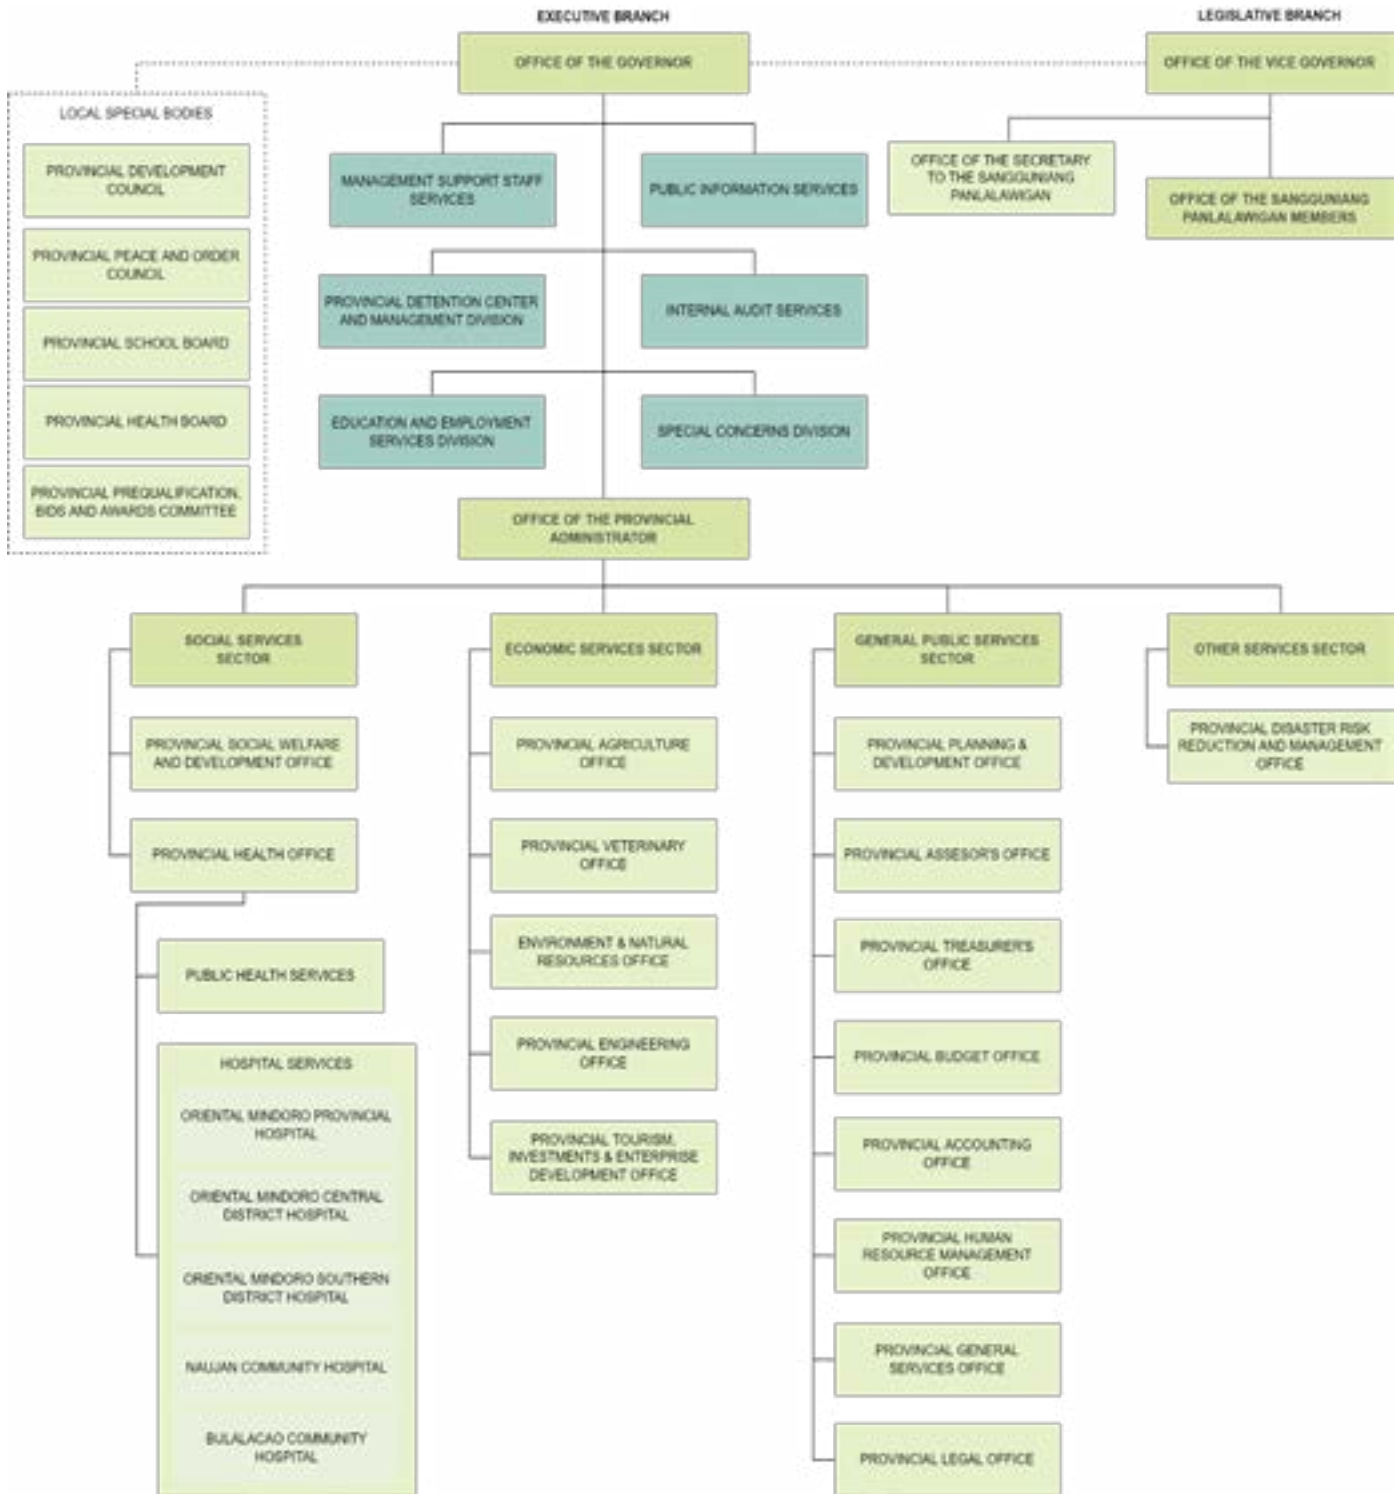 EXECUTIVE BRANCH
LEGISLATIVE BRANCH
OFFICE OF THE GOVERNOR
OFFICE OF THE VICE GOVERNOR
LOCAL SPECIAL BODIES
PROVINCIAL DEVELOPMENT
COUNCIL
PROVINCIAL PEACE AND ORDER
COUNCIL
PROVINCIAL SCHOOL BOARD
PROVINCIAL HEALTH BOARD
PROVINCIAL PREQUALIFICATION,
BIDS AND AWARDS COMMITTEE
MANAGEMENT SUPPORT STAFF
SERVICES
PUBLIC INFORMATION SERVICES
PROVINCIAL DETENTION CENTER
AND MANAGEMENT DIVISION
INTERNAL AUDIT SERVICES
EDUCATION AND EMPLOYMENT
SERVICES DIVISION
SPECIAL CONCERNS DIVISION
OFFICE OF THE SECRETARY
TO THE SANGGUNIANG
PANLALAWIGAN
OFFICE OF THE SANGGUNIANG
PANLALAWIGAN MEMBERS
OFFICE OF THE PROVINCIAL
ADMINISTRATOR
SOCIAL SERVICES
SECTOR
PROVINCIAL SOCIAL WELFARE
AND DEVELOPMENT OFFICE
PROVINCIAL HEALTH OFFICE
PUBLIC HEALTH SERVICES
HOSPITAL SERVICES
ORIENTAL MINDORO PROVINCIAL
HOSPITAL
ORIENTAL MINDORO CENTRAL
DISTRICT HOSPITAL
ORIENTAL MINDORO SOUTHERN
DISTRICT HOSPITAL
NAUJAN COMMUNITY HOSPITAL
BULALACAO COMMUNITY
HOSPITAL
ECONOMIC SERVICES SECTOR
PROVINCIAL AGRICULTURE
OFFICE
PROVINCIAL VETERINARY
OFFICE
ENVIRONMENT & NATURAL
RESOURCES OFFICE
PROVINCIAL ENGINEERING
OFFICE
PROVINCIAL TOURISM,
INVESTMENTS & ENTERPRISE
DEVELOPMENT OFFICE
GENERAL PUBLIC SERVICES
SECTOR
PROVINCIAL PLANNING &
DEVELOPMENT OFFICE
PROVINCIAL ASSESOR'S OFFICE
PROVINCIAL TREASURER'S
OFFICE
PROVINCIAL BUDGET OFFICE
PROVINCIAL ACCOUNTING
OFFICE
PROVINCIAL HUMAN
RESOURCE MANAGEMENT
OFFICE
PROVINCIAL GENERAL
SERVICES OFFICE
PROVINCIAL LEGAL OFFICE
OTHER SERVICES SECTOR
PROVINCIAL DISASTER RISK
REDUCTION AND MANAGEMENT
OFFICE